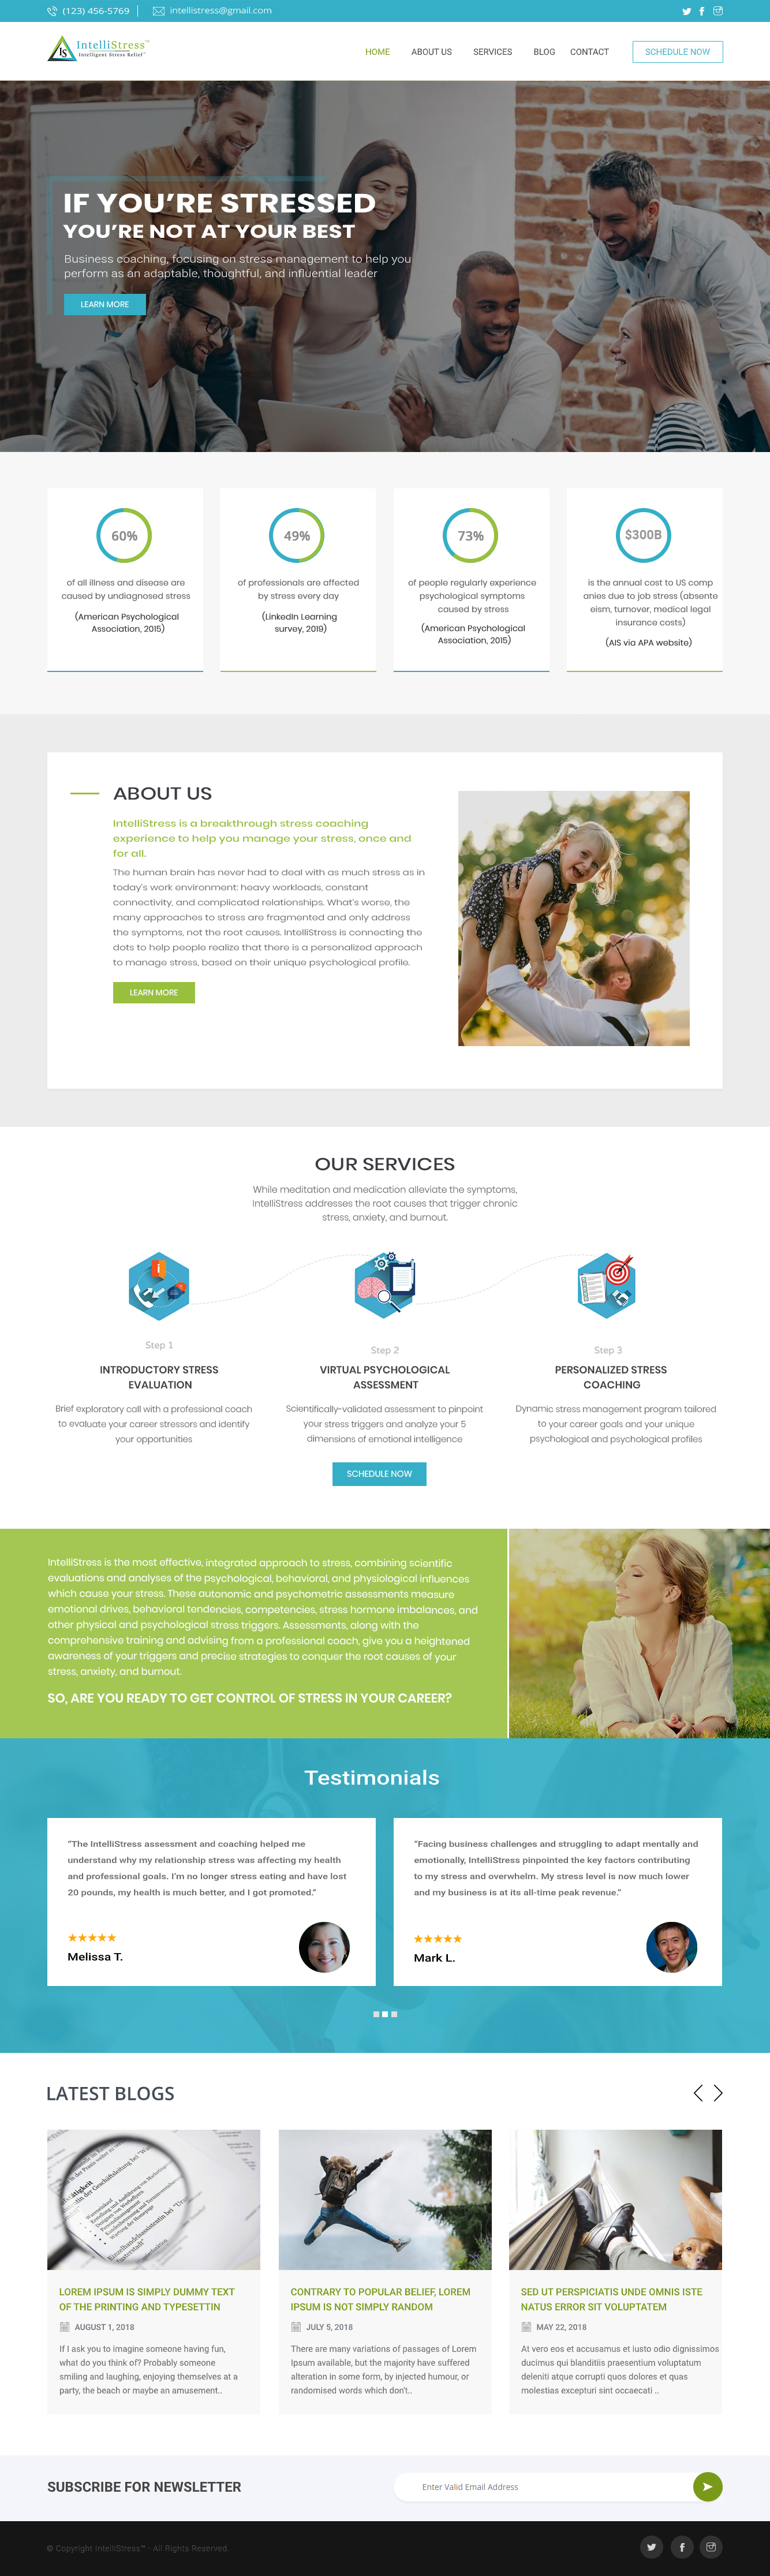 (123) 456-5769
intellistress@gmail.com
IS IntelliStress™
Intelligent Stress Relief
HOME ABOUT US SERVICES BLOG CONTACT SCHEDULE NOW
IF YOU'RE STRESSED
YOU'RE NOT AT YOUR BEST
Business coaching, focusing on stress management to help you
perform as an adaptable, thoughtful, and influential leader
LEARN MORE
60%
of all illness and disease are
caused by undiagnosed stress
(American Psychological
Association, 2015)
49%
of professionals are affected
by stress every day
(LinkedIn Learning
survey, 2019)
73%
of people regularly experience
psychological symptoms
caused by stress
(American Psychological
Association, 2015)
$300B
is the annual cost to US comp
anies due to job stress (absente
eism, turnover, medical legal
insurance costs)
(AIS via APA website)
ABOUT US
IntelliStress is a breakthrough stress coaching
experience to help you manage your stress, once and
for all.
The human brain has never had to deal with as much stress as in
today's work environment: heavy workloads, constant
connectivity, and complicated relationships. What's worse, the
many approaches to stress are fragmented and only address
the symptoms, not the root causes. IntelliStress is connecting the
dots to help people realize that there is a personalized approach
to manage stress, based on their unique psychological profile.
LEARN MORE
OUR SERVICES
While meditation and medication alleviate the symptoms,
IntelliStress addresses the root causes that trigger chronic
stress, anxiety, and burnout.
Step 1
INTRODUCTORY STRESS
EVALUATION
Brief exploratory call with a professional coach
to evaluate your career stressors and identify
your opportunities
Step 2
VIRTUAL PSYCHOLOGICAL
ASSESSMENT
Scientifically-validated assessment to pinpoint
your stress triggers and analyze your 5
dimensions of emotional intelligence
Step 3
PERSONALIZED STRESS
COACHING
Dynamic stress management program tailored
to your career goals and your unique
psychological and psychological profiles
SCHEDULE NOW
IntelliStress is the most effective, integrated approach to stress, combining scientific
evaluations and analyses of the psychological, behavioral, and physiological influences
which cause your stress. These autonomic and psychometric assessments measure
emotional drives, behavioral tendencies, competencies, stress hormone imbalances, and
other physical and psychological stress triggers. Assessments, along with the
comprehensive training and advising from a professional coach, give you a heightened
awareness of your triggers and precise strategies to conquer the root causes of your
stress, anxiety, and burnout.
SO, ARE YOU READY TO GET CONTROL OF STRESS IN YOUR CAREER?
Testimonials
"The IntelliStress assessment and coaching helped me
understand why my relationship stress was affecting my health
and professional goals. I'm no longer stress eating and have lost
20 pounds, my health is much better, and I got promoted."
Melissa T.
"Facing business challenges and struggling to adapt mentally and
emotionally, IntelliStress pinpointed the key factors contributing
to my stress and overwhelm. My stress level is now much lower
and my business is at its all-time peak revenue."
Mark L.
LATEST BLOGS
LOREM IPSUM IS SIMPLY DUMMY TEXT
OF THE PRINTING AND TYPESETTIN
AUGUST 1, 2018
If I ask you to imagine someone having fun,
what do you think of? Probably someone
smiling and laughing, enjoying themselves at a
party, the beach or maybe an amusement..
CONTRARY TO POPULAR BELIEF, LOREM
IPSUM IS NOT SIMPLY RANDOM
JULY 5, 2018
There are many variations of passages of Lorem
Ipsum available, but the majority have suffered
alteration in some form, by injected humour, or
randomised words which don't..
SED UT PERSPICIATIS UNDE OMNIS ISTE
NATUS ERROR SIT VOLUPTATEM
MAY 22, 2018
At vero eos et accusamus et iusto odio dignissimos
ducimus qui blanditiis praesentium voluptatum
deleniti atque corrupti quos dolores et quas
molestias excepturi sint occaecati ..
SUBSCRIBE FOR NEWSLETTER
Enter Valid Email Address
© Copyright IntelliStress™ - All Rights Reserved.